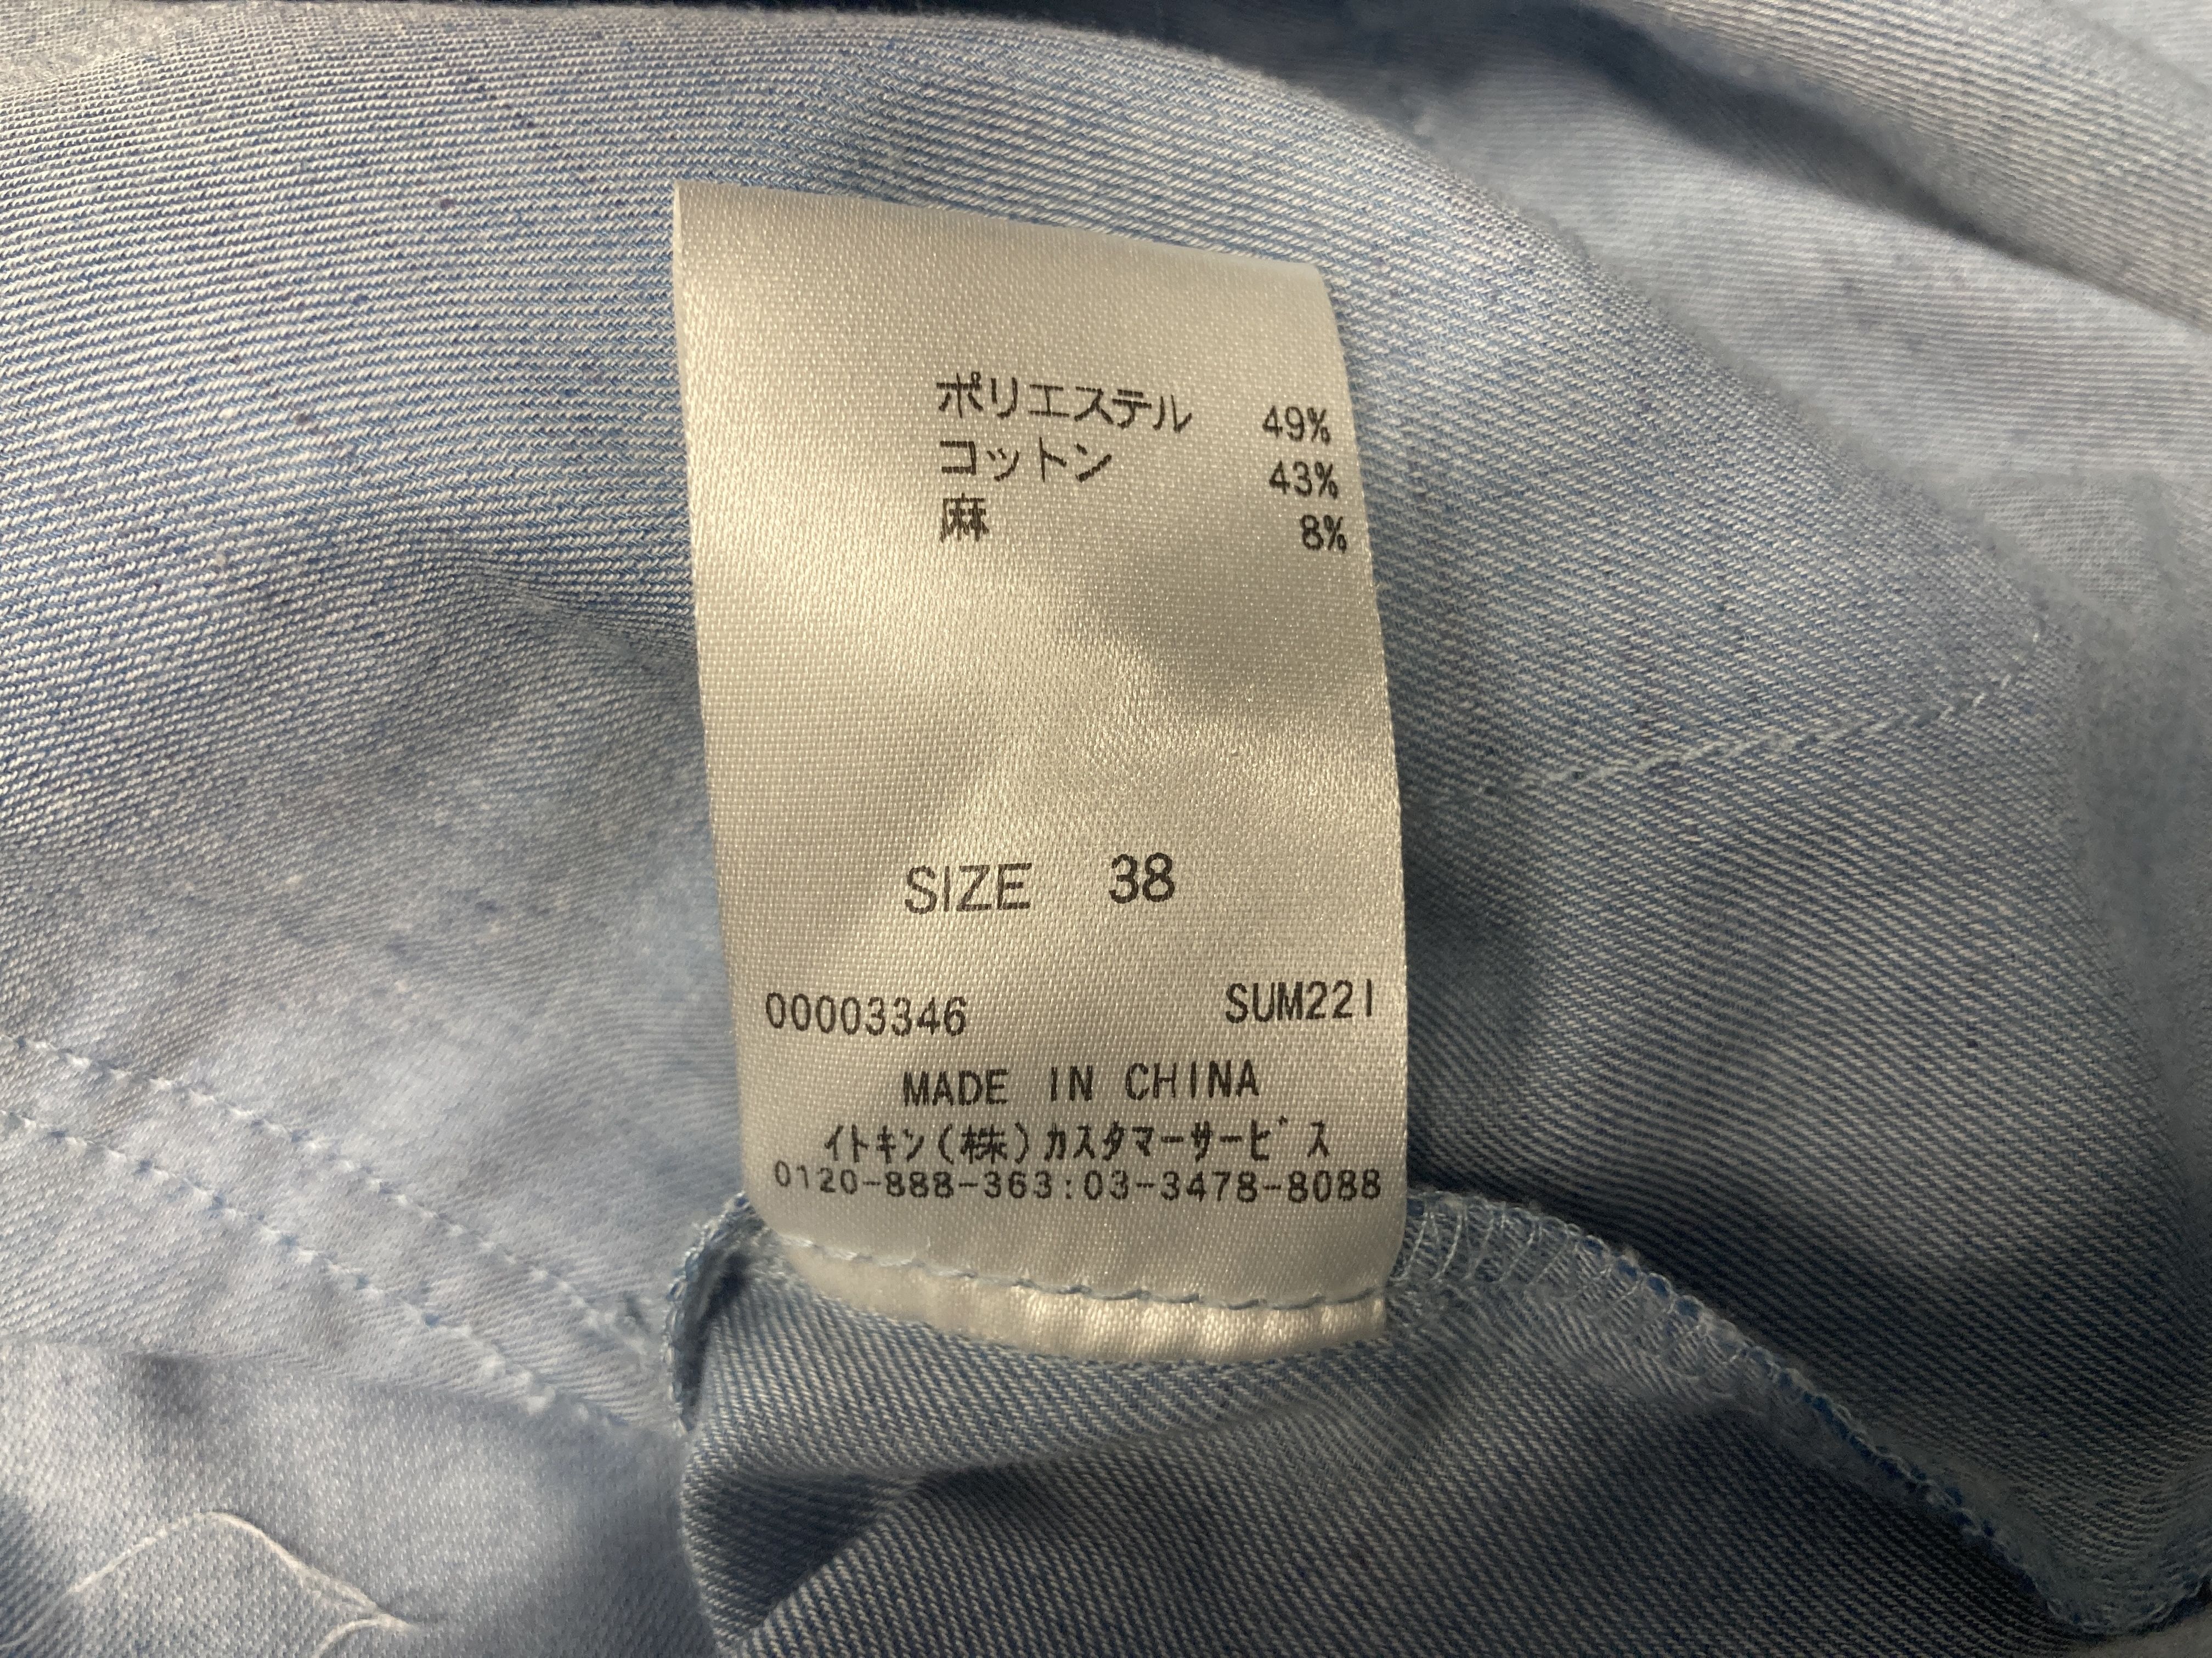 ポリエステル 49%
コットン 43%
麻 8%
SIZE 38
00003346 SUM221
MADE IN CHINA
ｲﾄｷﾝ(株)ｶｽﾀﾏｰｻｰﾋﾞｽ
0120-888-363:03-3478-8088